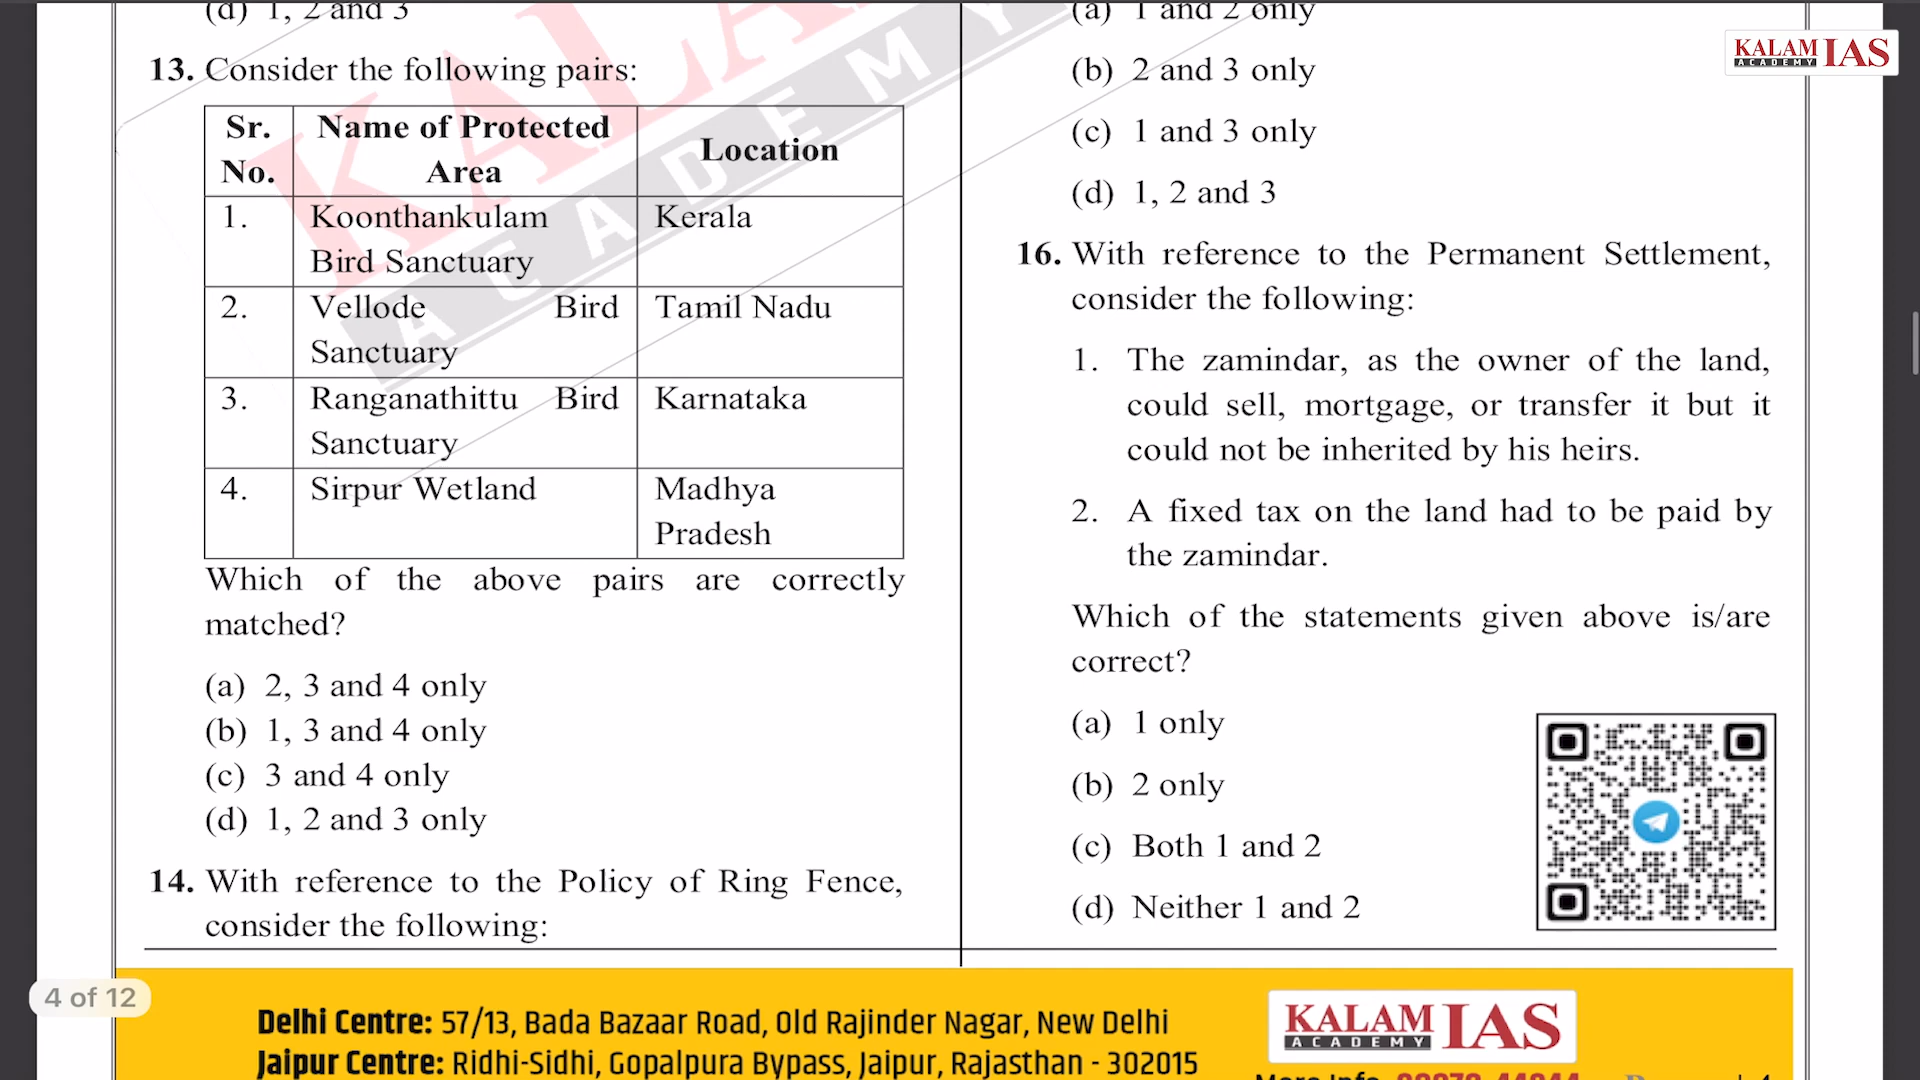 (d) 1, 2 and 3
13. Consider the following pairs:
Sr. No.
Name of Protected Area
Location
1.
Koonthankulam Bird Sanctuary
Kerala
2.
Vellode Bird Sanctuary
Tamil Nadu
3.
Ranganathittu Bird Sanctuary
Karnataka
4.
Sirpur Wetland
Madhya Pradesh
Which of the above pairs are correctly
matched?
(a) 2, 3 and 4 only
(b) 1, 3 and 4 only
(c) 3 and 4 only
(d) 1, 2 and 3 only
14. With reference to the Policy of Ring Fence,
consider the following:
(a) 1 and 2 only
(b) 2 and 3 only
(c) 1 and 3 only
(d) 1, 2 and 3
16. With reference to the Permanent Settlement,
consider the following:
1. The zamindar, as the owner of the land,
could sell, mortgage, or transfer it but it
could not be inherited by his heirs.
2. A fixed tax on the land had to be paid by
the zamindar.
Which of the statements given above is/are
correct?
(a) 1 only
(b) 2 only
(c) Both 1 and 2
(d) Neither 1 and 2
KALAM IAS
ACADEMY
KALA
ACADEMY
4 of 12
Delhi Centre: 57/13, Bada Bazaar Road, Old Rajinder Nagar, New Delhi
Jaipur Centre: Ridhi-Sidhi, Gopalpura Bypass, Jaipur, Rajasthan - 302015
KALAM IAS
ACADEMY